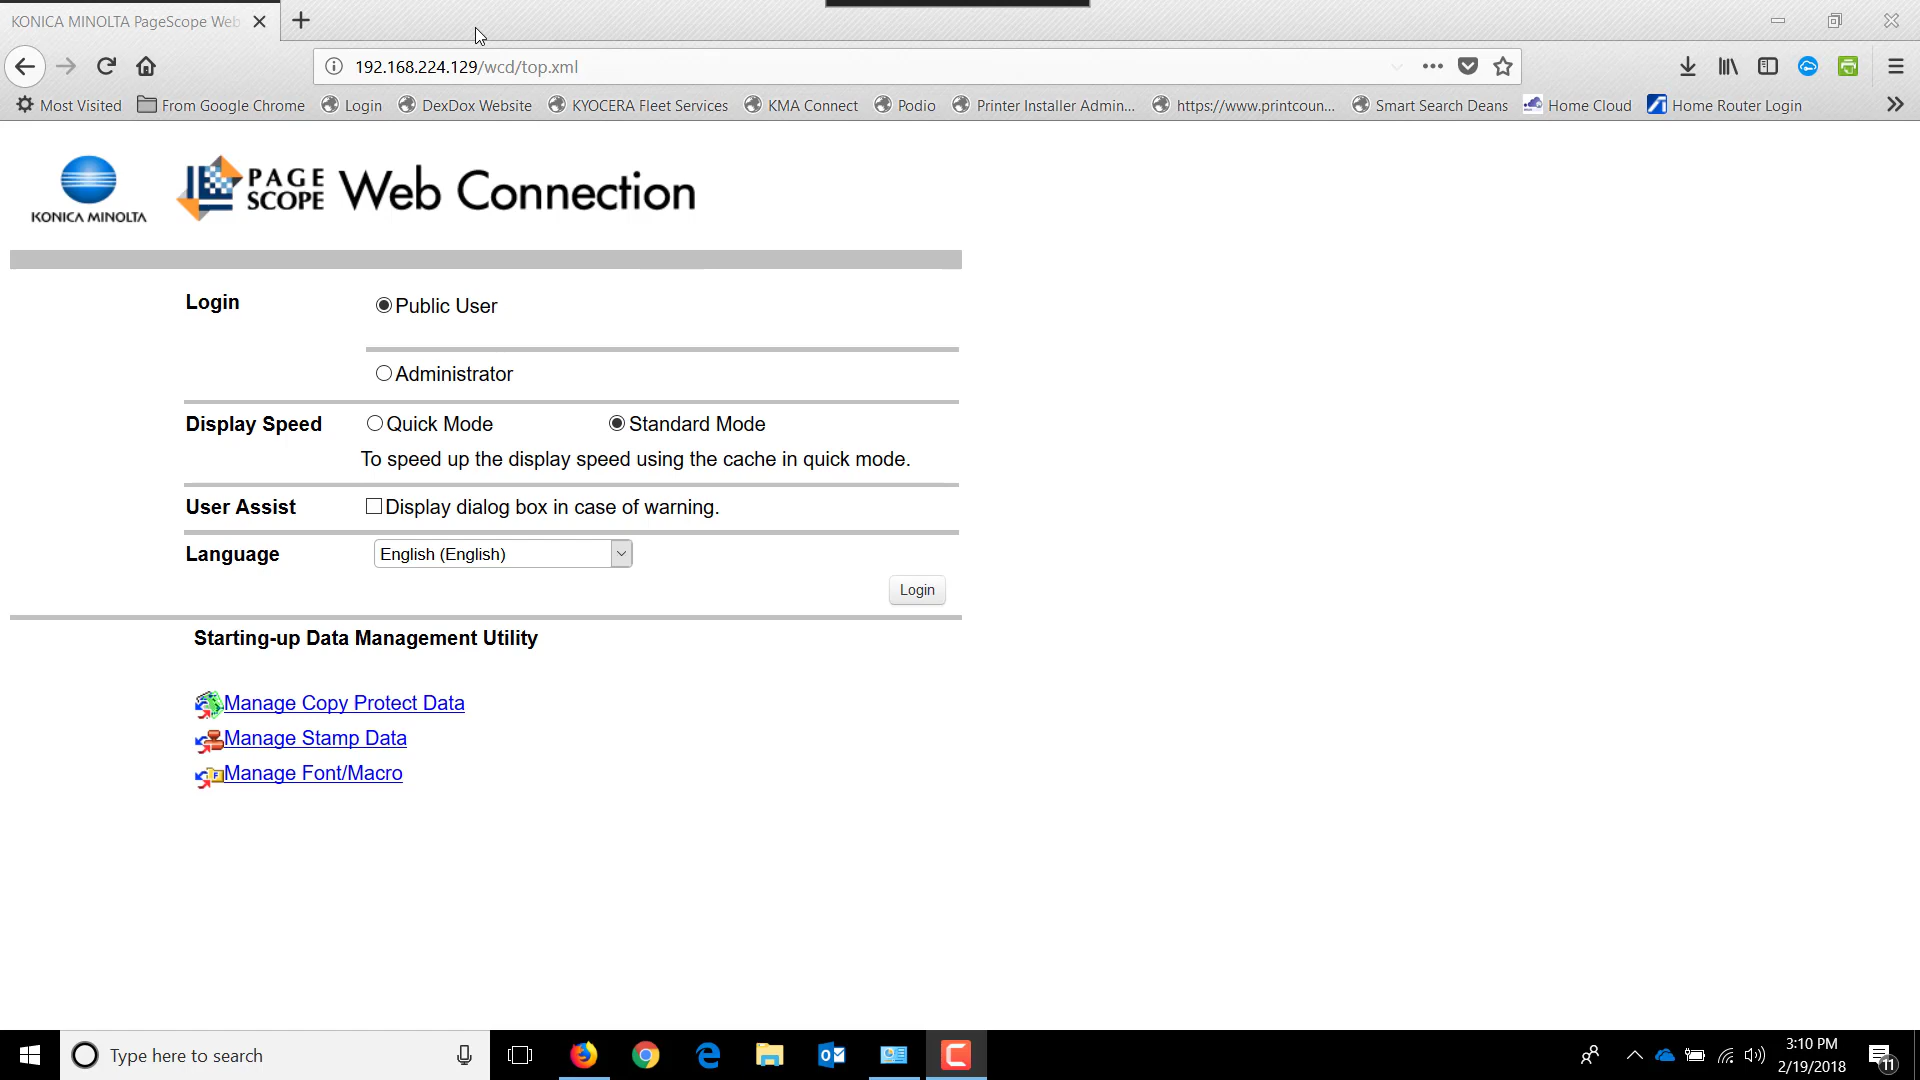 KONICA MINOLTA PageScope Web
192.168.224.129/wcd/top.xml
Most Visited From Google Chrome Login DexDox Website KYOCERA Fleet Services KMA Connect Podio Printer Installer Admin... https://www.printcoun... Smart Search Deans Home Cloud Home Router Login
KONICA MINOLTA
PAGE SCOPE Web Connection
Login Public User
Administrator
Display Speed Quick Mode Standard Mode
To speed up the display speed using the cache in quick mode.
User Assist Display dialog box in case of warning.
Language English (English)
Login
Starting-up Data Management Utility
Manage Copy Protect Data
Manage Stamp Data
Manage Font/Macro
Type here to search
3:10 PM
2/19/2018
11